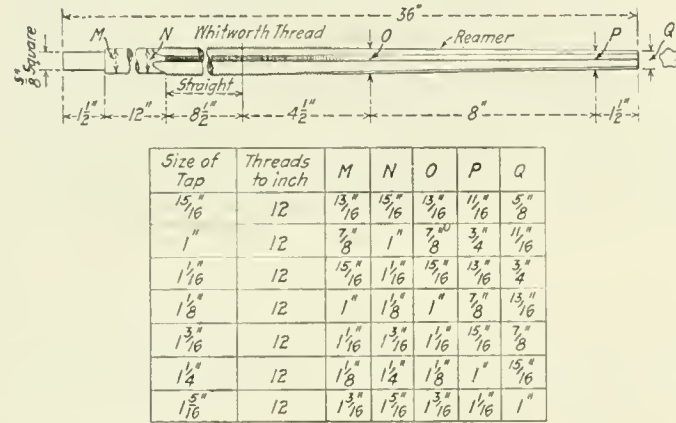 36"
M N Whitworth Thread O Reamer P Q
5/8" Square
Straight
1 1/2" 12" 8 1/2" 4 1/2" 8" 1 1/2"
Size of Tap Threads to inch M N O P Q
15/16" 12 13/16" 15/16" 13/16" 11/16" 5/8"
1" 12 7/8" 1" 7/8" 3/4" 11/16"
1 1/16" 12 15/16" 1 1/16" 15/16" 13/16" 3/4"
1 1/8" 12 1" 1 1/8" 1" 7/8" 13/16"
1 3/16" 12 1 1/16" 1 3/16" 1 1/16" 15/16" 7/8"
1 1/4" 12 1 1/8" 1 1/4" 1 1/8" 1" 15/16"
1 5/16" 12 1 3/16" 1 5/16" 1 3/16" 1 1/16" 1"